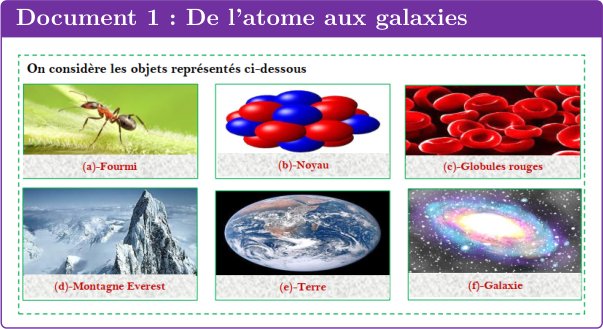 Document 1 : De l'atome aux galaxies
On considère les objets représentés ci-dessous
(a)-Fourmi
(b)-Noyau
(c)-Globules rouges
(d)-Montagne Everest
(e)-Terre
(f)-Galaxie